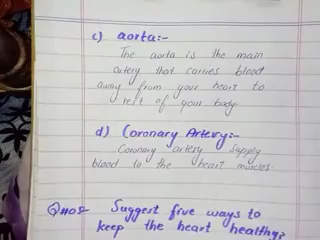 c) aorta:-
The aorta is the main
artery that carries blood
away from your heart to
rest of your body
d) Coronary Artery:-
Coronary artery supply
blood to the heart muscles.
Q#05- Suggest five ways to
keep the heart healthy?